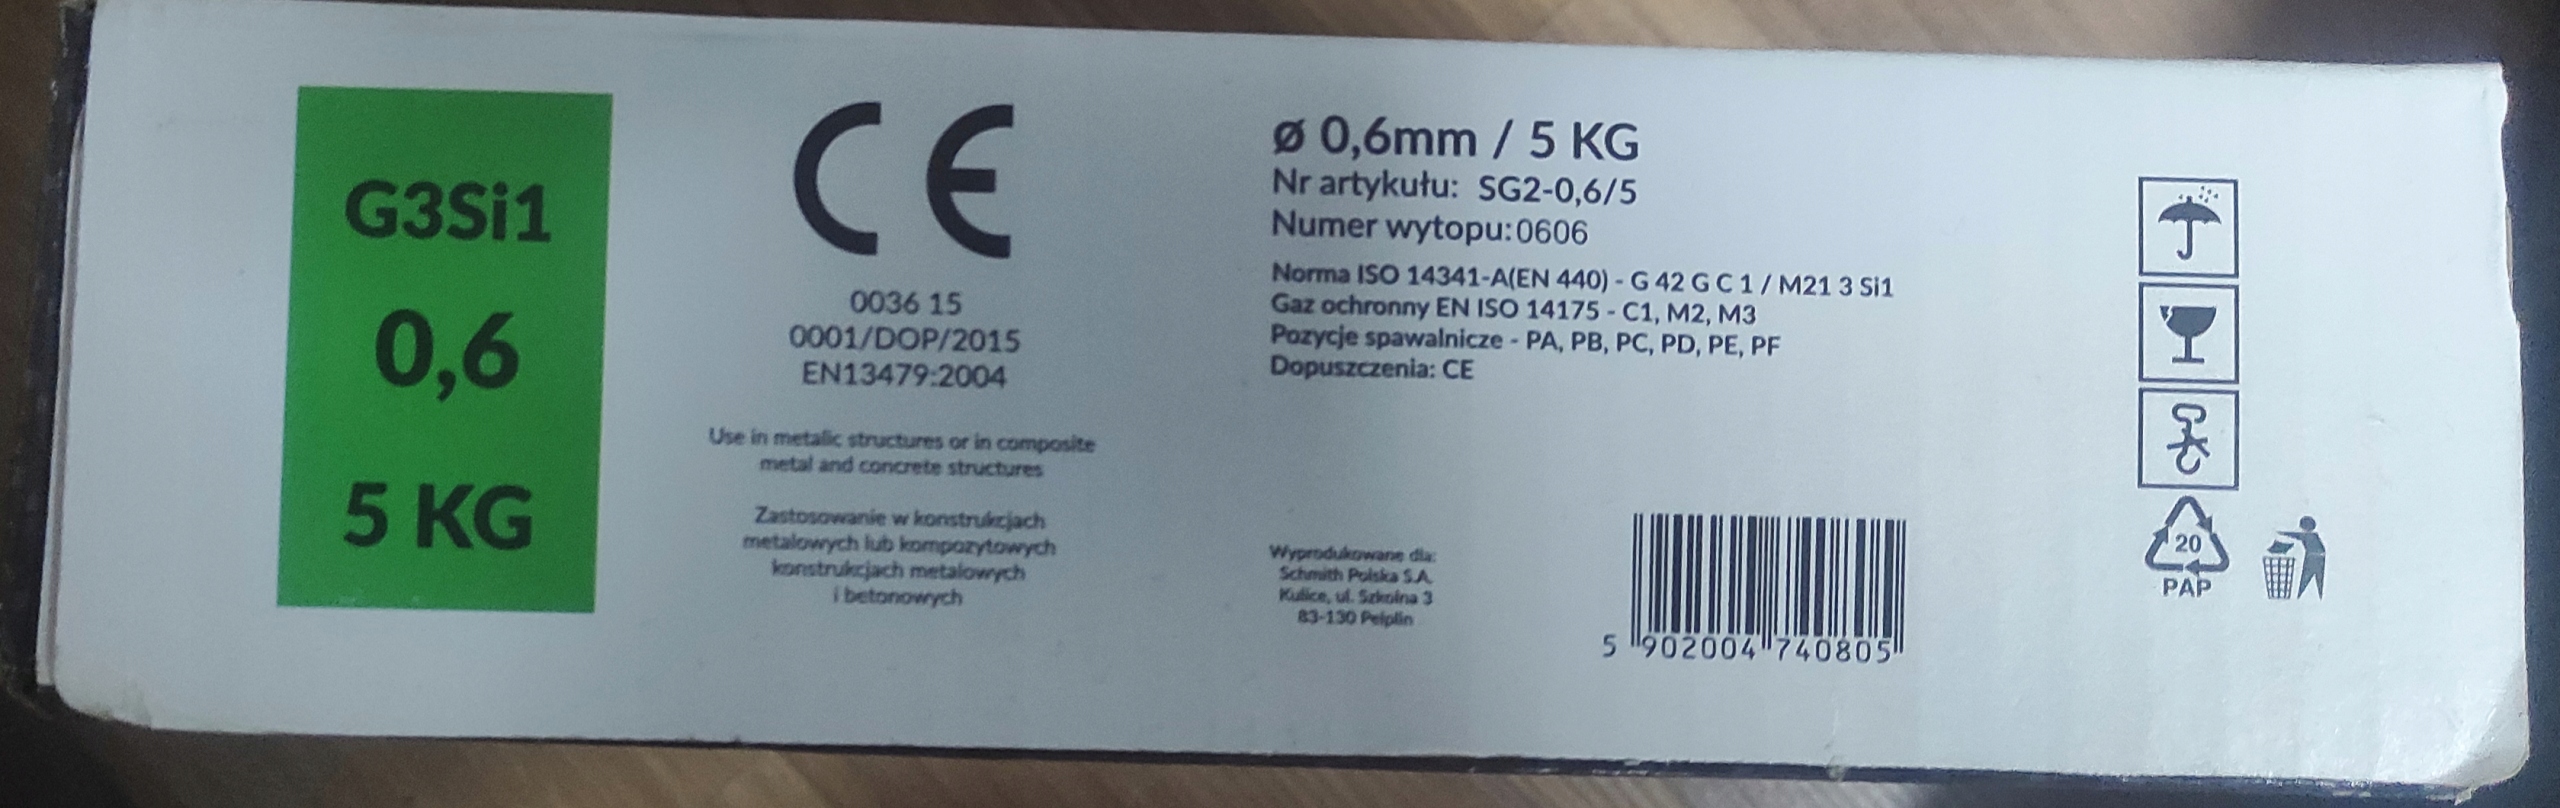 G3Si1
0,6
5 KG
CE
0036 15
0001/DOP/2015
EN13479:2004
Use in metalic structures or in composite
metal and concrete structures
Zastosowanie w konstrukcjach
metalowych lub kompozytowych
konstrukcjach metalowych
i betonowych
ø 0,6mm / 5 KG
Nr artykułu: SG2-0,6/5
Numer wytopu:0606
Norma ISO 14341-A(EN 440) - G 42 G C 1 / M21 3 Si1
Gaz ochronny EN ISO 14175 - C1, M2, M3
Pozycje spawalnicze - PA, PB, PC, PD, PE, PF
Dopuszczenia: CE
Wyprodukowane dla:
Schmith Polska S.A.
Kulice, ul. Szkolna 3
83-130 Pelplin
5 902004 740805
20
PAP